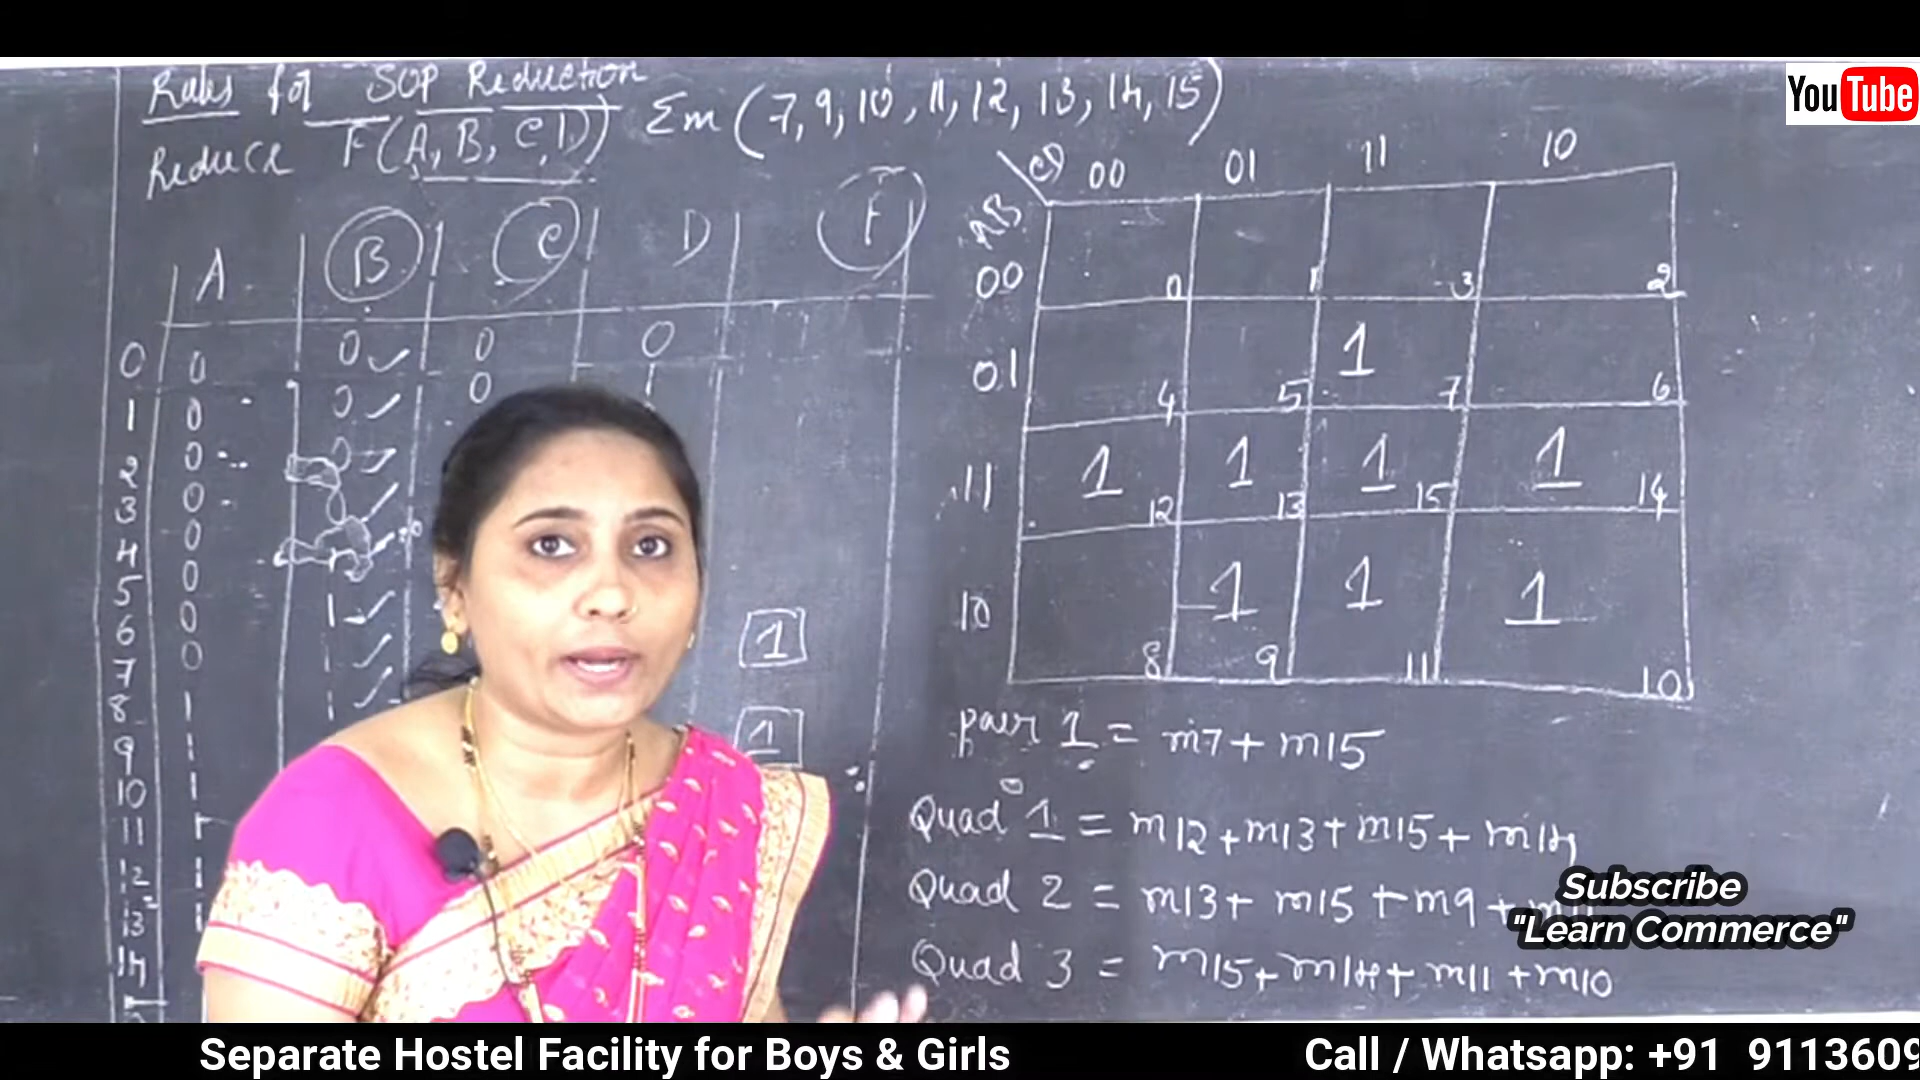 YouTube
Rules for SOP Reduction
Reduce F(A, B, C, D) Σm (7, 9, 10, 11, 12, 13, 14, 15)
CD 00 01 11 10
AB
A B C D F
00 0 1 3 2
01 1 4 5 7 6
11 1 1 1 1 12 13 15 14
10 1 1 1 8 9 11 10
0 0 0 0 0
1 0 0 0 1
2 0 0
3 0
4 0
5 0
6 0 1
7 0 1 1
8 1 1
9 1 1
10 1
11 1
12 1
13 1
14
pair 1 = m7 + m15
Quad 1 = m12 + m13 + m15 + m14
Quad 2 = m13 + m15 + m9 +
Quad 3 = m15 + m14 + m11 + m10
Subscribe
"Learn Commerce"
Separate Hostel Facility for Boys & Girls
Call / Whatsapp: +91 9113609